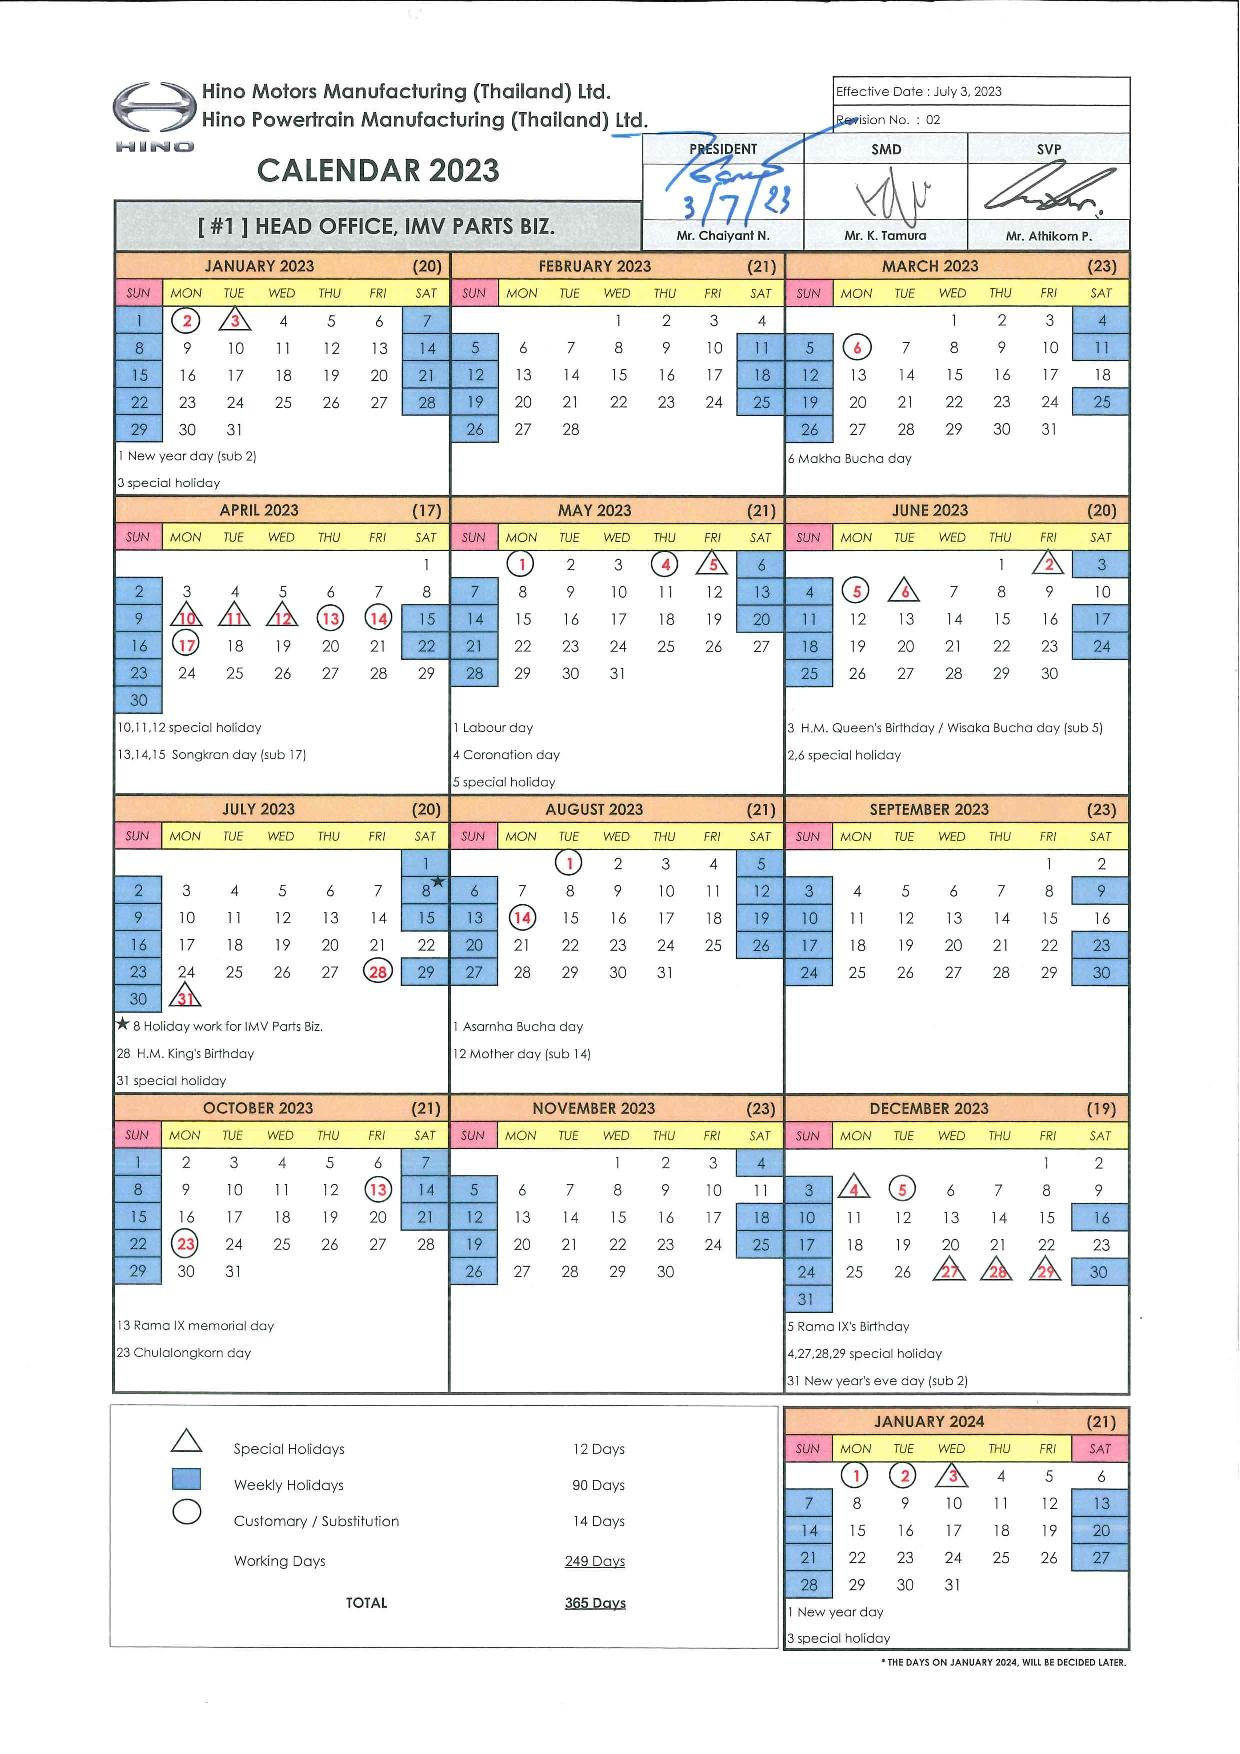 Hino Motors Manufacturing (Thailand) Ltd.
Hino Powertrain Manufacturing (Thailand) Ltd.
HINO
CALENDAR 2023
Effective Date : July 3, 2023
Revision No. : 02
PRESIDENT SMD SVP
3/7/23
Mr. Chaiyant N. Mr. K. Tamura Mr. Athikom P.
[ #1 ] HEAD OFFICE, IMV PARTS BIZ.
JANUARY 2023 (20)
SUN MON TUE WED THU FRI SAT
1 2 3 4 5 6 7
8 9 10 11 12 13 14
15 16 17 18 19 20 21
22 23 24 25 26 27 28
29 30 31
1 New year day (sub 2)
3 special holiday
FEBRUARY 2023 (21)
SUN MON TUE WED THU FRI SAT
1 2 3 4
5 6 7 8 9 10 11
12 13 14 15 16 17 18
19 20 21 22 23 24 25
26 27 28
MARCH 2023 (23)
SUN MON TUE WED THU FRI SAT
1 2 3 4
5 6 7 8 9 10 11
12 13 14 15 16 17 18
19 20 21 22 23 24 25
26 27 28 29 30 31
6 Makha Bucha day
APRIL 2023 (17)
SUN MON TUE WED THU FRI SAT
1
2 3 4 5 6 7 8
9 10 11 12 13 14 15
16 17 18 19 20 21 22
23 24 25 26 27 28 29
30
10,11,12 special holiday
13,14,15 Songkran day (sub 17)
MAY 2023 (21)
SUN MON TUE WED THU FRI SAT
1 2 3 4 5 6
7 8 9 10 11 12 13
14 15 16 17 18 19 20
21 22 23 24 25 26 27
28 29 30 31
1 Labour day
4 Coronation day
5 special holiday
JUNE 2023 (20)
SUN MON TUE WED THU FRI SAT
1 2 3
4 5 6 7 8 9 10
11 12 13 14 15 16 17
18 19 20 21 22 23 24
25 26 27 28 29 30
3 H.M. Queen's Birthday / Wisaka Bucha day (sub 5)
2,6 special holiday
JULY 2023 (20)
SUN MON TUE WED THU FRI SAT
1
2 3 4 5 6 7 8★
9 10 11 12 13 14 15
16 17 18 19 20 21 22
23 24 25 26 27 28 29
30 31
★ 8 Holiday work for IMV Parts Biz.
28 H.M. King's Birthday
31 special holiday
AUGUST 2023 (21)
SUN MON TUE WED THU FRI SAT
1 2 3 4 5
6 7 8 9 10 11 12
13 14 15 16 17 18 19
20 21 22 23 24 25 26
27 28 29 30 31
1 Asarnha Bucha day
12 Mother day (sub 14)
SEPTEMBER 2023 (23)
SUN MON TUE WED THU FRI SAT
1 2
3 4 5 6 7 8 9
10 11 12 13 14 15 16
17 18 19 20 21 22 23
24 25 26 27 28 29 30
OCTOBER 2023 (21)
SUN MON TUE WED THU FRI SAT
1 2 3 4 5 6 7
8 9 10 11 12 13 14
15 16 17 18 19 20 21
22 23 24 25 26 27 28
29 30 31
13 Rama IX memorial day
23 Chulalongkorn day
NOVEMBER 2023 (23)
SUN MON TUE WED THU FRI SAT
1 2 3 4
5 6 7 8 9 10 11
12 13 14 15 16 17 18
19 20 21 22 23 24 25
26 27 28 29 30
DECEMBER 2023 (19)
SUN MON TUE WED THU FRI SAT
1 2
3 4 5 6 7 8 9
10 11 12 13 14 15 16
17 18 19 20 21 22 23
24 25 26 27 28 29 30
31
5 Rama IX's Birthday
4,27,28,29 special holiday
31 New year's eve day (sub 2)
Special Holidays 12 Days
Weekly Holidays 90 Days
Customary / Substitution 14 Days
Working Days 249 Days
TOTAL 365 Days
JANUARY 2024 (21)
SUN MON TUE WED THU FRI SAT
1 2 3 4 5 6
7 8 9 10 11 12 13
14 15 16 17 18 19 20
21 22 23 24 25 26 27
28 29 30 31
1 New year day
3 special holiday
* THE DAYS ON JANUARY 2024, WILL BE DECIDED LATER.